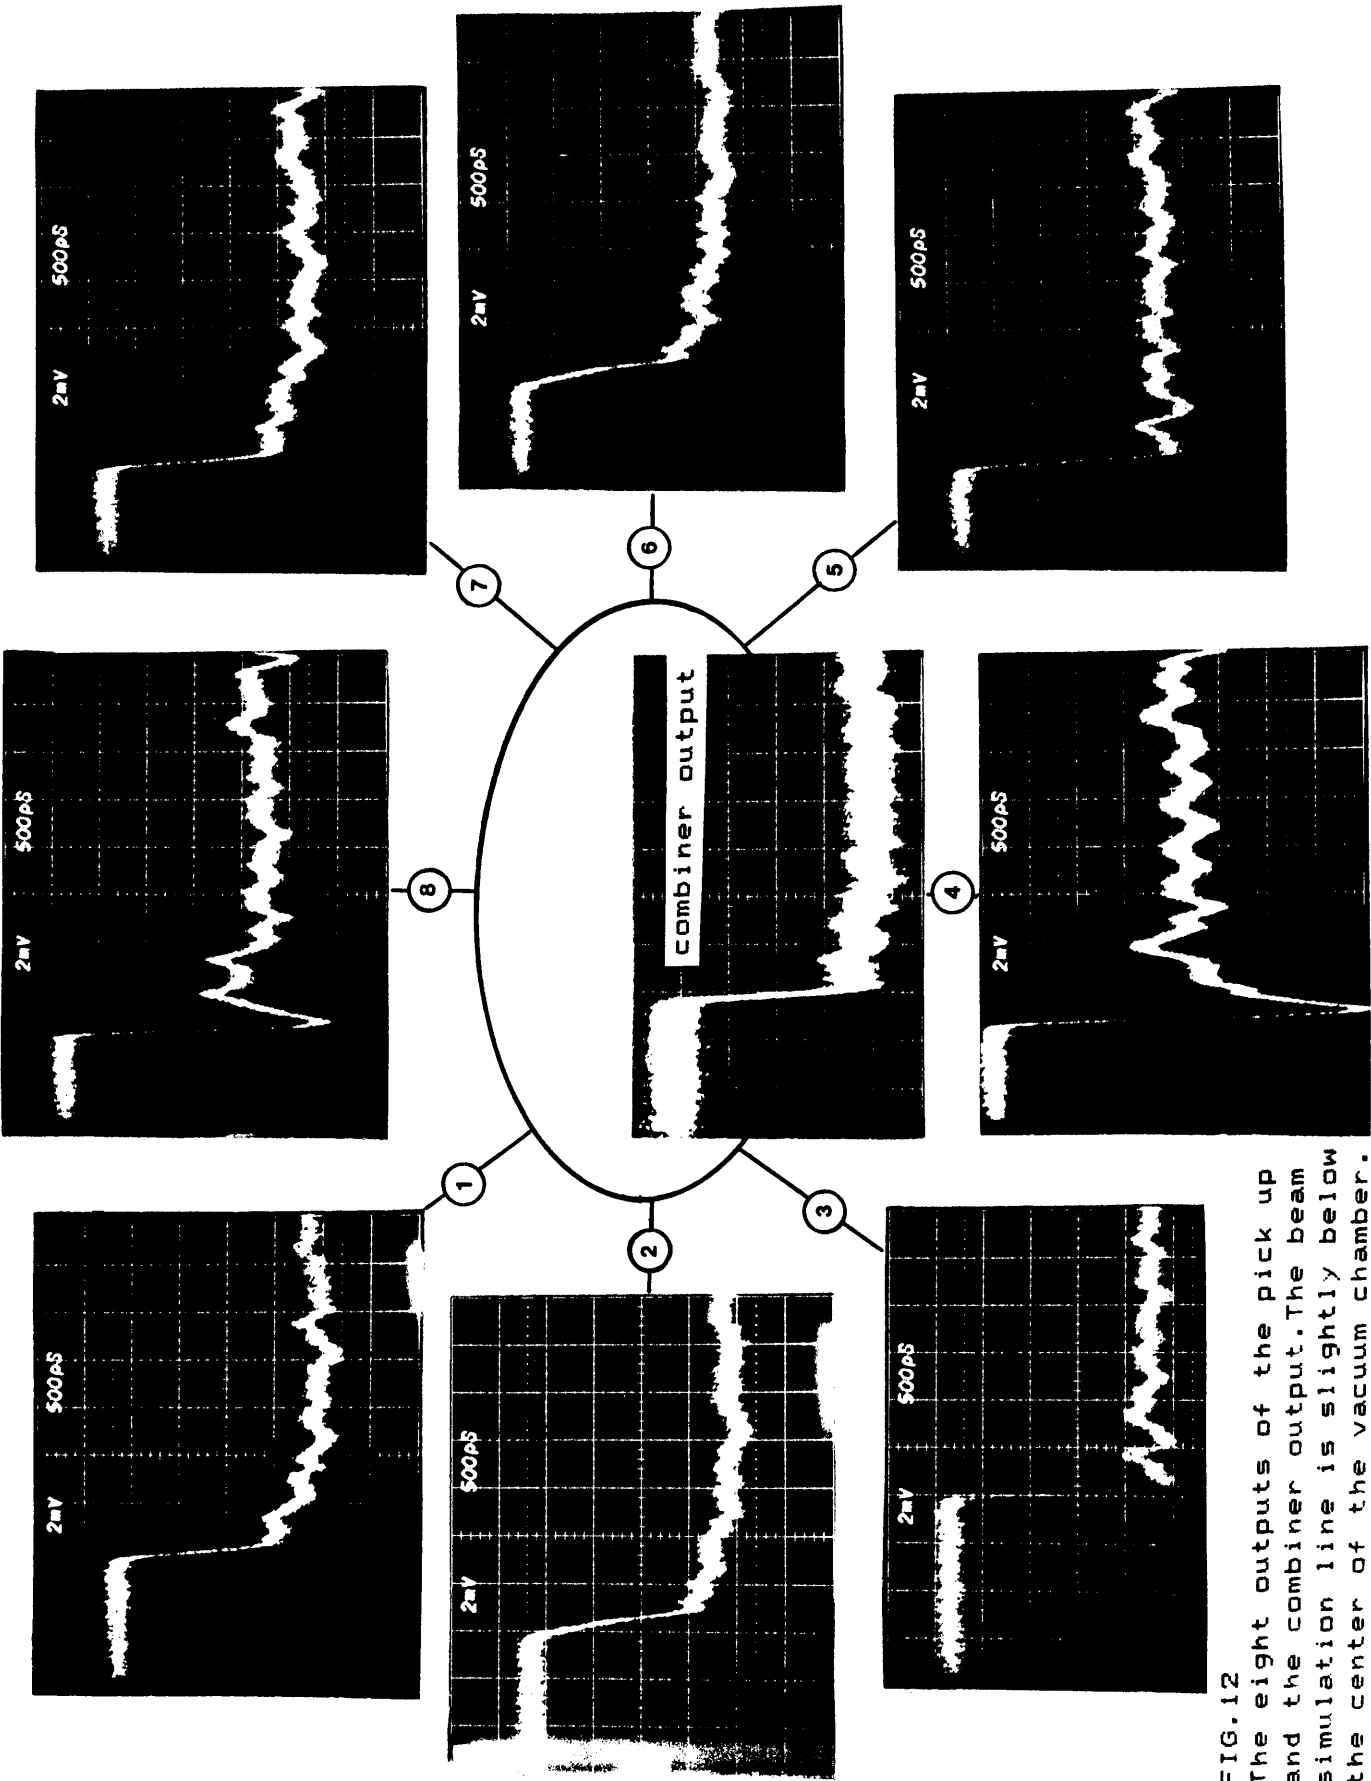 2mV 500pS
2mV 500pS
2mV 500pS
1
8
7
2mV 500pS
2mV 500pS
2
6
combiner output
3
4
5
2mV 500pS
2mV 500pS
2mV 500pS
FIG.12
The eight outputs of the pick up
and the combiner output.The beam
simulation line is slightly below
the center of the vacuum chamber.